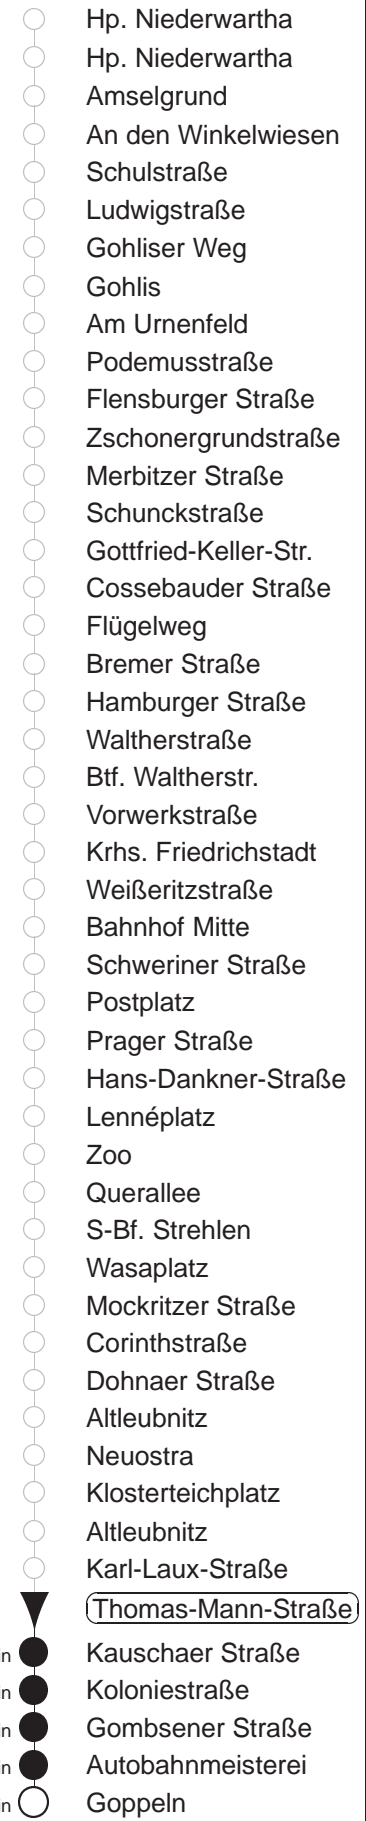 Hp. Niederwartha
Hp. Niederwartha
Amselgrund
An den Winkelwiesen
Schulstraße
Ludwigstraße
Gohliser Weg
Gohlis
Am Urnenfeld
Podemusstraße
Flensburger Straße
Zschonergrundstraße
Merbitzer Straße
Schunckstraße
Gottfried-Keller-Str.
Cossebauder Straße
Flügelweg
Bremer Straße
Hamburger Straße
Waltherstraße
Btf. Waltherstr.
Vorwerkstraße
Krhs. Friedrichstadt
Weißeritzstraße
Bahnhof Mitte
Schweriner Straße
Postplatz
Prager Straße
Hans-Dankner-Straße
Lennéplatz
Zoo
Querallee
S-Bf. Strehlen
Wasaplatz
Mockritzer Straße
Corinthstraße
Dohnaer Straße
Altleubnitz
Neuostra
Klosterteichplatz
Altleubnitz
Karl-Laux-Straße
Thomas-Mann-Straße
Kauschaer Straße
Koloniestraße
Gombsener Straße
Autobahnmeisterei
Goppeln